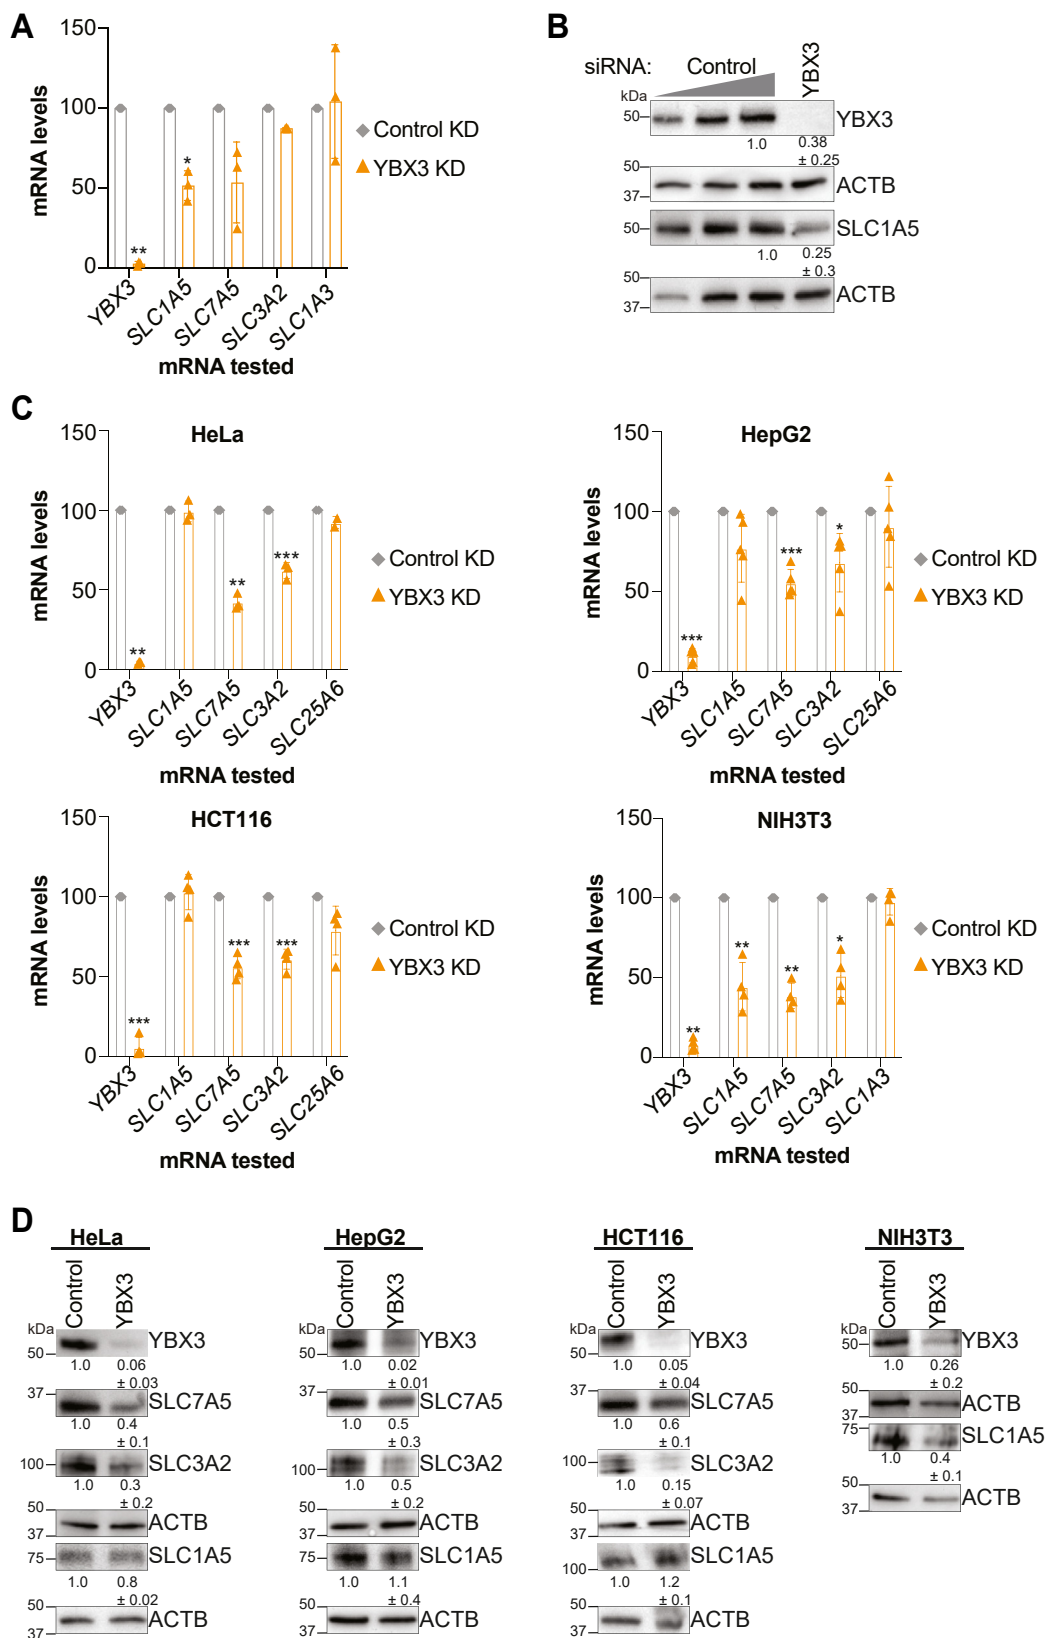 A
150
100
50
0
mRNA levels
*
**
Control KD
YBX3 KD
YBX3
SLC1A5
SLC7A5
SLC3A2
SLC1A3
mRNA tested
B
siRNA:
Control
YBX3
kDa
50
YBX3
1.0
0.38
± 0.25
50
37
ACTB
50
SLC1A5
1.0
0.25
± 0.3
50
37
ACTB
C
HeLa
150
100
50
0
mRNA levels
**
**
***
Control KD
YBX3 KD
YBX3
SLC1A5
SLC7A5
SLC3A2
SLC25A6
mRNA tested
HepG2
150
100
50
0
mRNA levels
***
***
*
Control KD
YBX3 KD
YBX3
SLC1A5
SLC7A5
SLC3A2
SLC25A6
mRNA tested
HCT116
150
100
50
0
mRNA levels
***
***
***
Control KD
YBX3 KD
YBX3
SLC1A5
SLC7A5
SLC3A2
SLC25A6
mRNA tested
NIH3T3
150
100
50
0
mRNA levels
**
**
**
*
Control KD
YBX3 KD
YBX3
SLC1A5
SLC7A5
SLC3A2
SLC1A3
mRNA tested
D
HeLa
Control
YBX3
kDa
50
YBX3
1.0 0.06
± 0.03
37
SLC7A5
1.0 0.4
± 0.1
100
SLC3A2
1.0 0.3
± 0.2
50
37
ACTB
75
SLC1A5
1.0 0.8
± 0.02
50
37
ACTB
HepG2
Control
YBX3
kDa
50
YBX3
1.0 0.02
± 0.01
37
SLC7A5
1.0 0.5
± 0.3
100
SLC3A2
1.0 0.5
± 0.2
50
37
ACTB
75
SLC1A5
1.0 1.1
± 0.4
50
37
ACTB
HCT116
Control
YBX3
kDa
50
YBX3
1.0 0.05
± 0.04
37
SLC7A5
1.0 0.6
± 0.1
100
SLC3A2
1.0 0.15
± 0.07
50
37
ACTB
100
SLC1A5
1.0 1.2
± 0.1
50
37
ACTB
NIH3T3
Control
YBX3
kDa
50
YBX3
1.0 0.26
± 0.2
50
37
ACTB
75
SLC1A5
1.0 0.4
± 0.1
50
37
ACTB